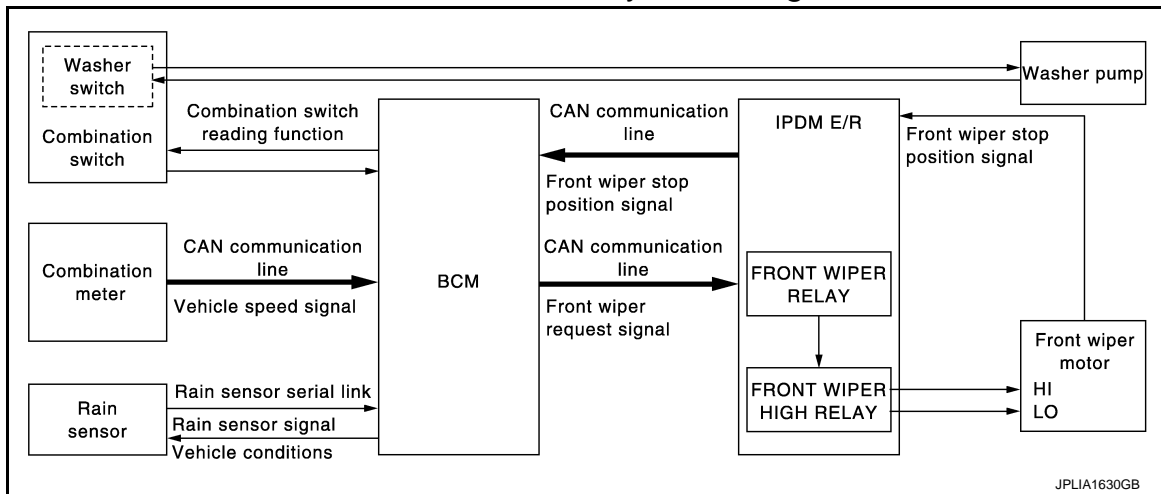 Washer
switch
Combination
switch
Washer pump
Combination switch
reading function
CAN communication
line
Front wiper stop
position signal
IPDM E/R
Front wiper stop
position signal
Combination
meter
CAN communication
line
Vehicle speed signal
BCM
CAN communication
line
Front wiper
request signal
FRONT WIPER
RELAY
FRONT WIPER
HIGH RELAY
Front wiper
motor
HI
LO
Rain
sensor
Rain sensor serial link
Rain sensor signal
Vehicle conditions
JPLIA1630GB